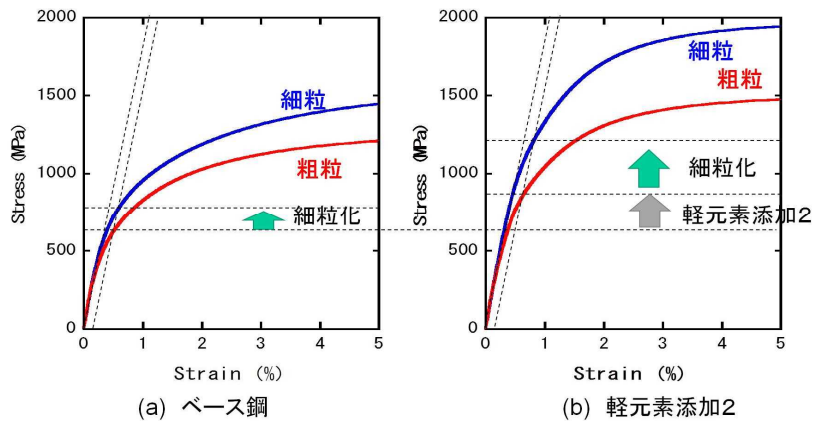 2000
1500
1000
500
0
Stress (MPa)
細粒
粗粒
細粒化
0 1 2 3 4 5
Strain (%)
(a) ベース鋼
2000
1500
1000
500
0
Stress (MPa)
細粒
粗粒
細粒化
軽元素添加2
0 1 2 3 4 5
Strain (%)
(b) 軽元素添加2